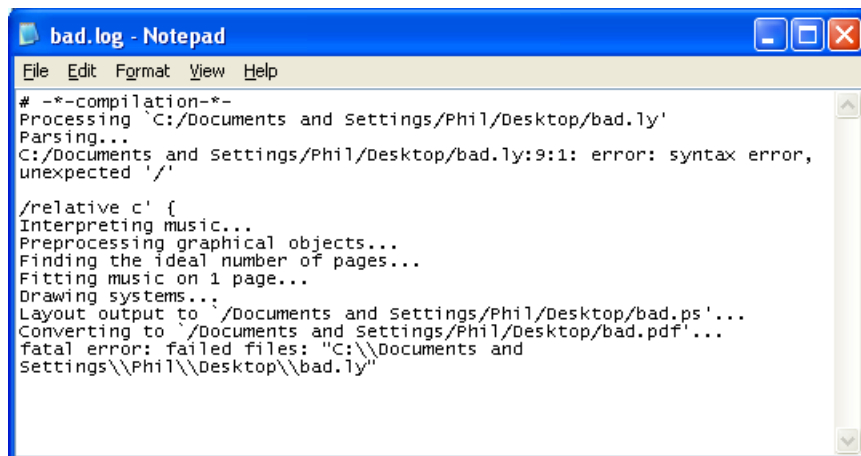 bad.log - Notepad
File Edit Format View Help
# -*-compilation-*-
Processing `C:/Documents and Settings/Phil/Desktop/bad.ly'
Parsing...
C:/Documents and Settings/Phil/Desktop/bad.ly:9:1: error: syntax error,
unexpected '/'

/relative c' {
Interpreting music...
Preprocessing graphical objects...
Finding the ideal number of pages...
Fitting music on 1 page...
Drawing systems...
Layout output to `/Documents and Settings/Phil/Desktop/bad.ps'...
Converting to `/Documents and Settings/Phil/Desktop/bad.pdf'...
fatal error: failed files: "C:\\Documents and
Settings\\Phil\\Desktop\\bad.ly"